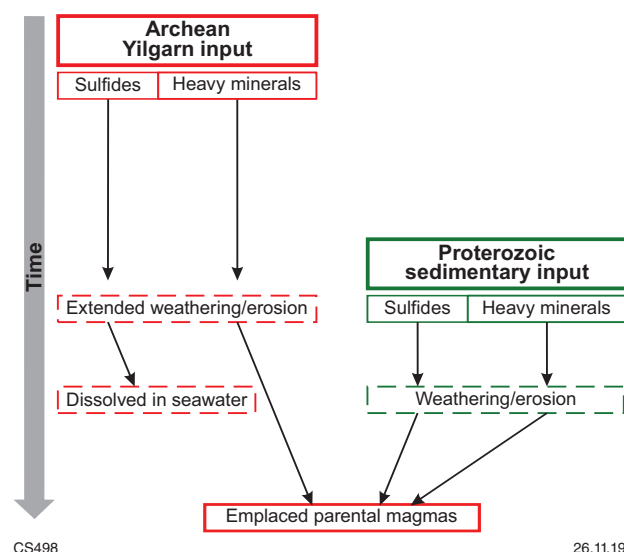 Archean
Yilgarn input
Sulfides
Heavy minerals
Time
Proterozoic
sedimentary input
Extended weathering/erosion
Sulfides
Heavy minerals
Dissolved in seawater
Weathering/erosion
Emplaced parental magmas
CS498
26.11.19